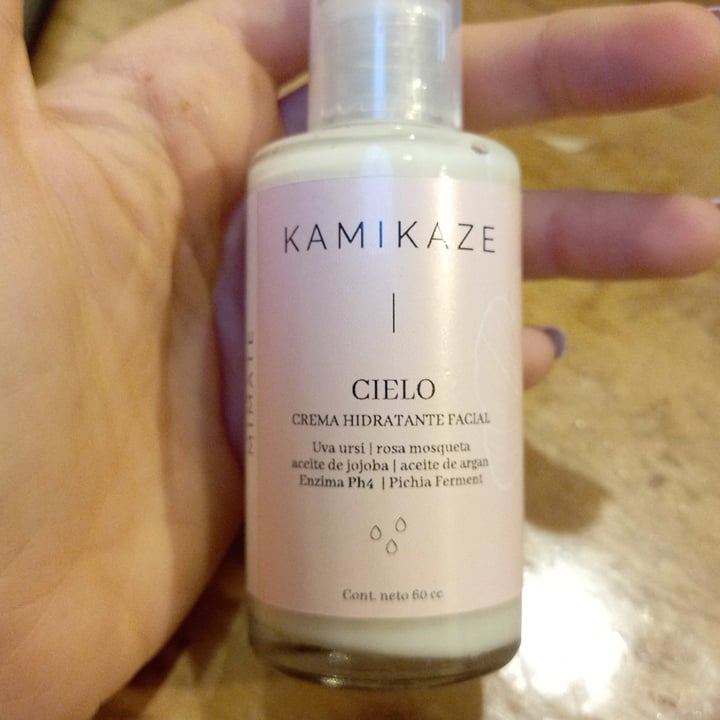 KAMIKAZE
CIELO
CREMA HIDRATANTE FACIAL
Uva ursi | rosa mosqueta
aceite de jojoba | aceite de argan
Enzima Ph4 | Pichia Ferment
Cont. neto 60 cc
MIMATE